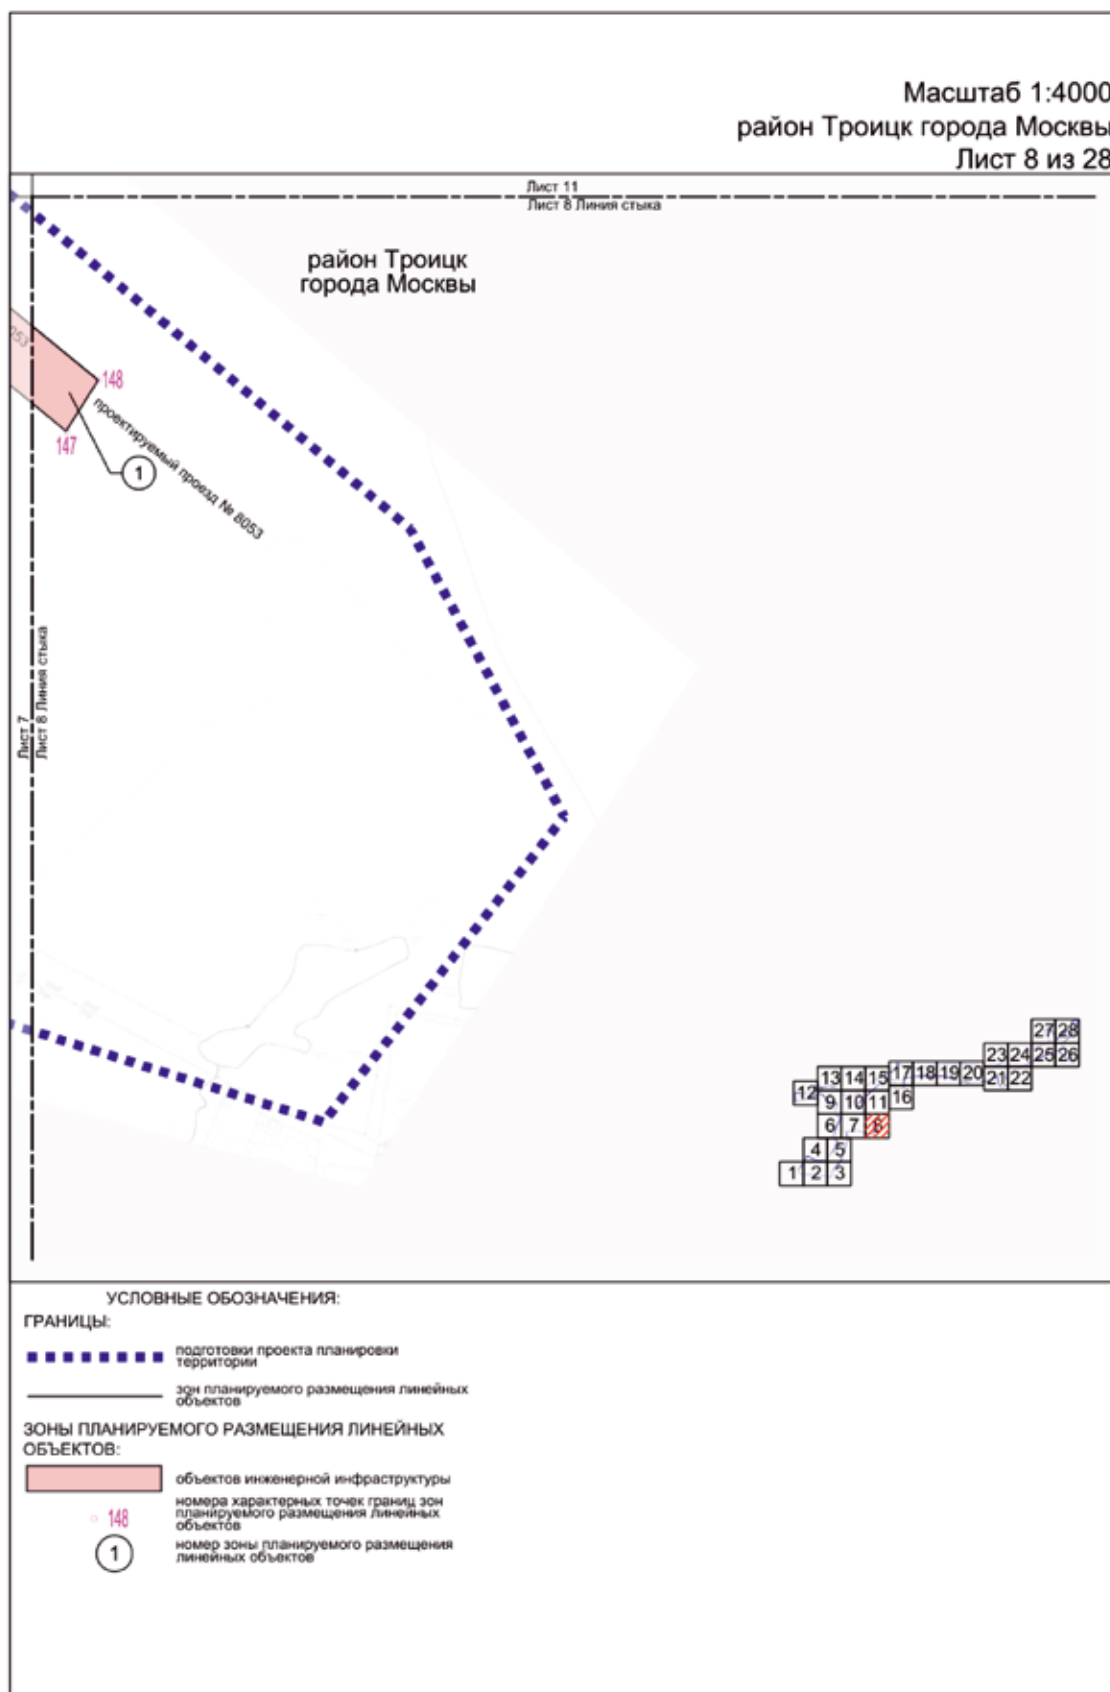 Масштаб 1:4000
район Троицк города Москвы
Лист 8 из 28
Лист 11
Лист 8 Линия стыка
район Троицк
города Москвы
053
148
проектируемый проезд № 8053
147
1
Лист 7
Лист 8 Линия стыка
27 28
23 24 25 26
13 14 15 17 18 19 20 21 22
12 9 10 11 16
6 7 8
4 5
1 2 3
УСЛОВНЫЕ ОБОЗНАЧЕНИЯ:
ГРАНИЦЫ:
подготовки проекта планировки
территории
зон планируемого размещения линейных
объектов
ЗОНЫ ПЛАНИРУЕМОГО РАЗМЕЩЕНИЯ ЛИНЕЙНЫХ
ОБЪЕКТОВ:
объектов инженерной инфраструктуры
148
номера характерных точек границ зон
планируемого размещения линейных
объектов
1
номер зоны планируемого размещения
линейных объектов